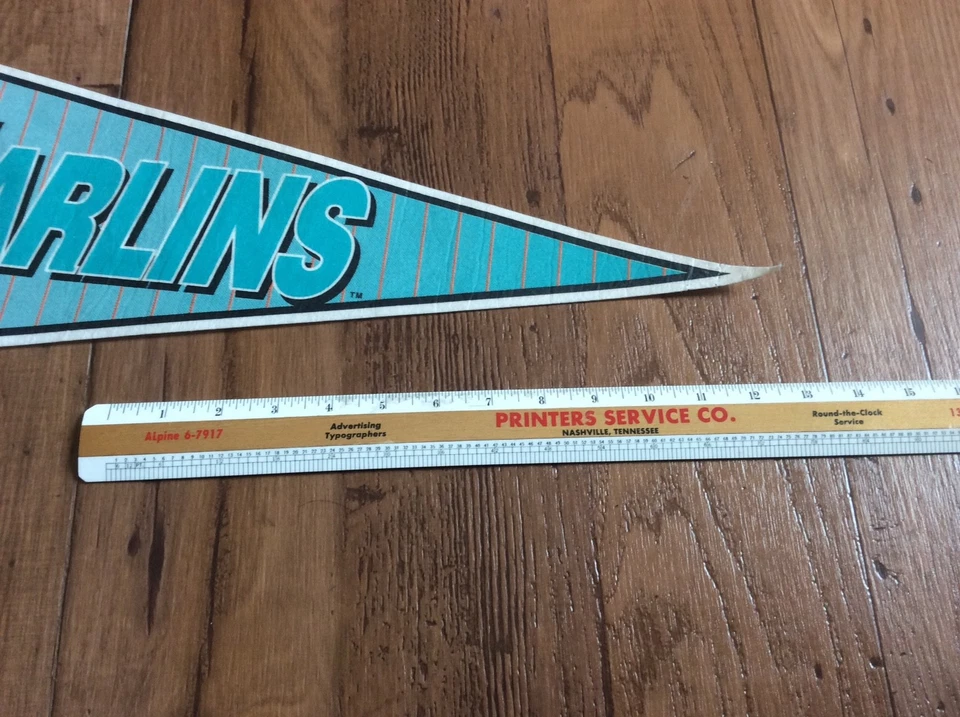 ARLINS
TM
1 2 3 4 5 6 7 8 9 10 11 12 13 14 15
Alpine 6-7917
Advertising
Typographers
PRINTERS SERVICE CO.
NASHVILLE, TENNESSEE
Round-the-Clock
Service
13